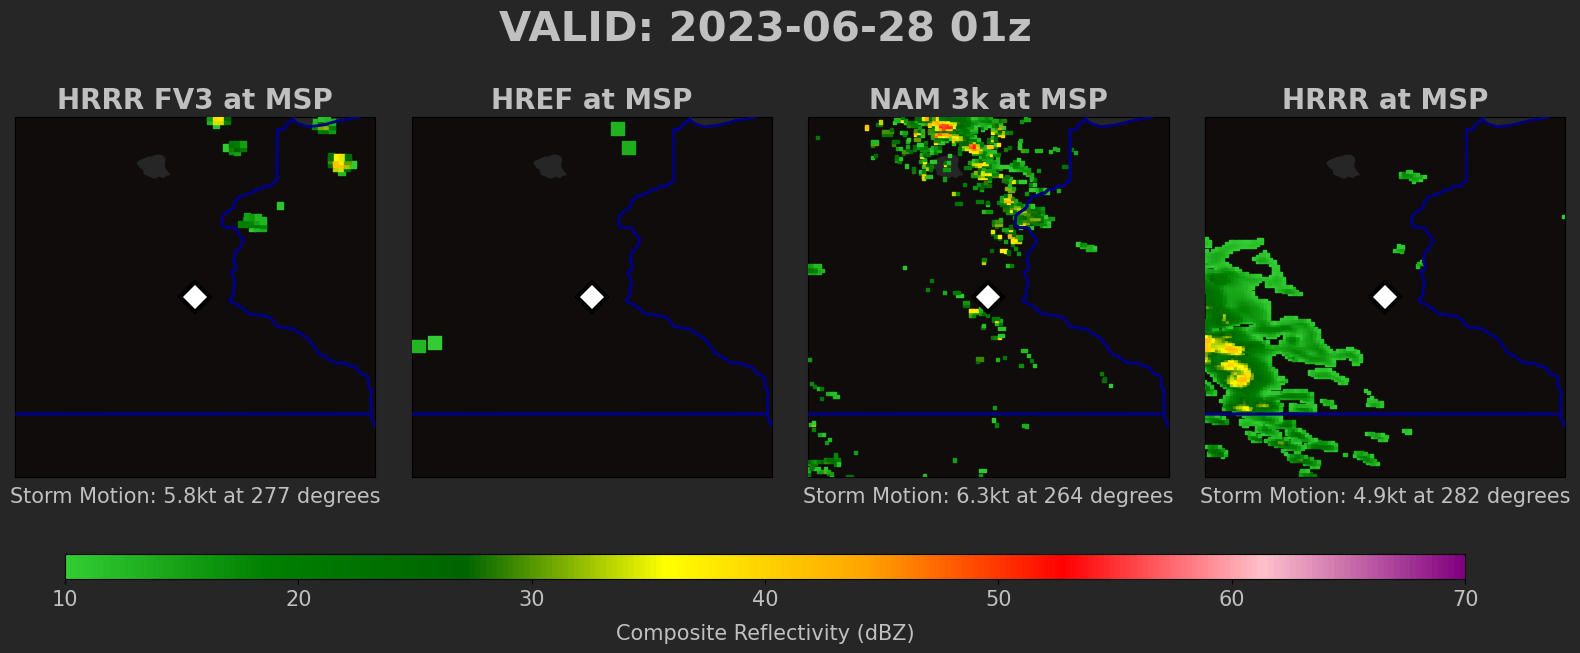 VALID: 2023-06-28 01z
HRRR FV3 at MSP
HREF at MSP
NAM 3k at MSP
HRRR at MSP
Storm Motion: 5.8kt at 277 degrees
Storm Motion: 6.3kt at 264 degrees
Storm Motion: 4.9kt at 282 degrees
10 20 30 40 50 60 70
Composite Reflectivity (dBZ)